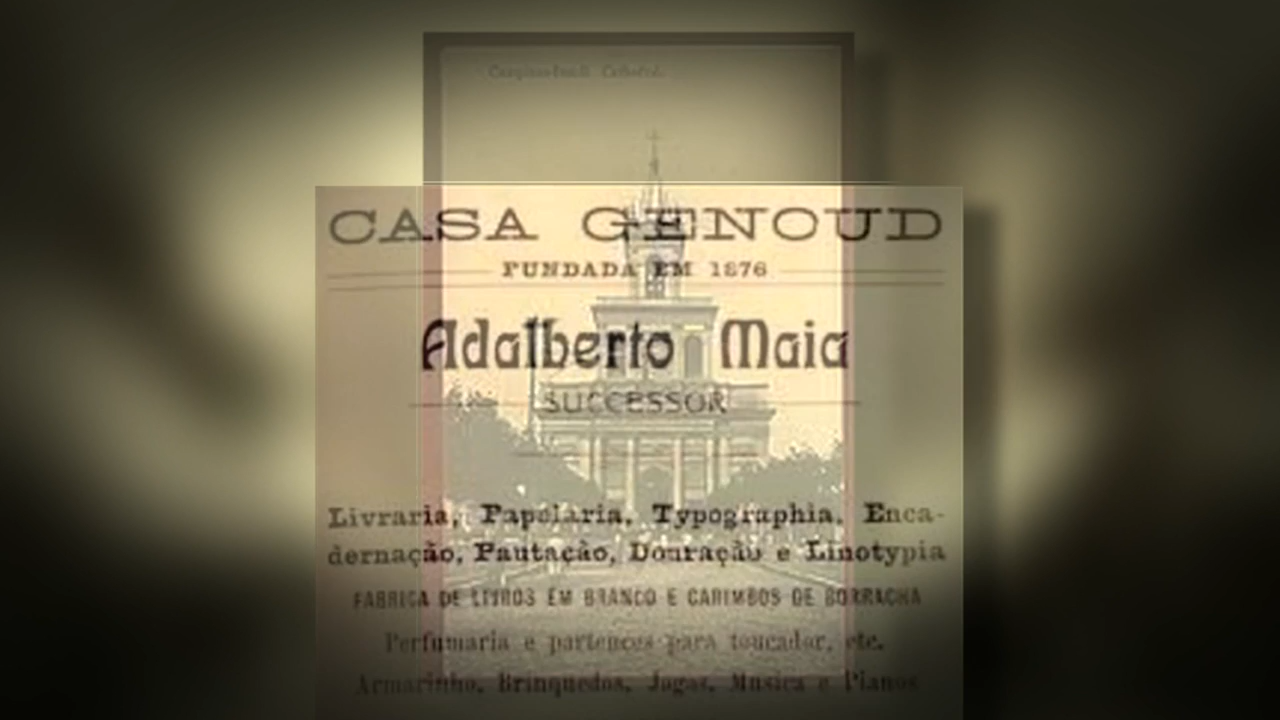 CASA GENOUD
FUNDADA EM 1876
Adalberto Maia
SUCCESSOR
Livraria, Papelaria, Typographia, Enca-
dernação, Pautação, Douração e Linotypia
FABRICA DE LIVROS EM BRANCO E CARIMBOS DE BORRACHA
Perfumaria e pertences para toucador, etc.
Armarinho, Brinquedos, Jogos, Musica e Pianos